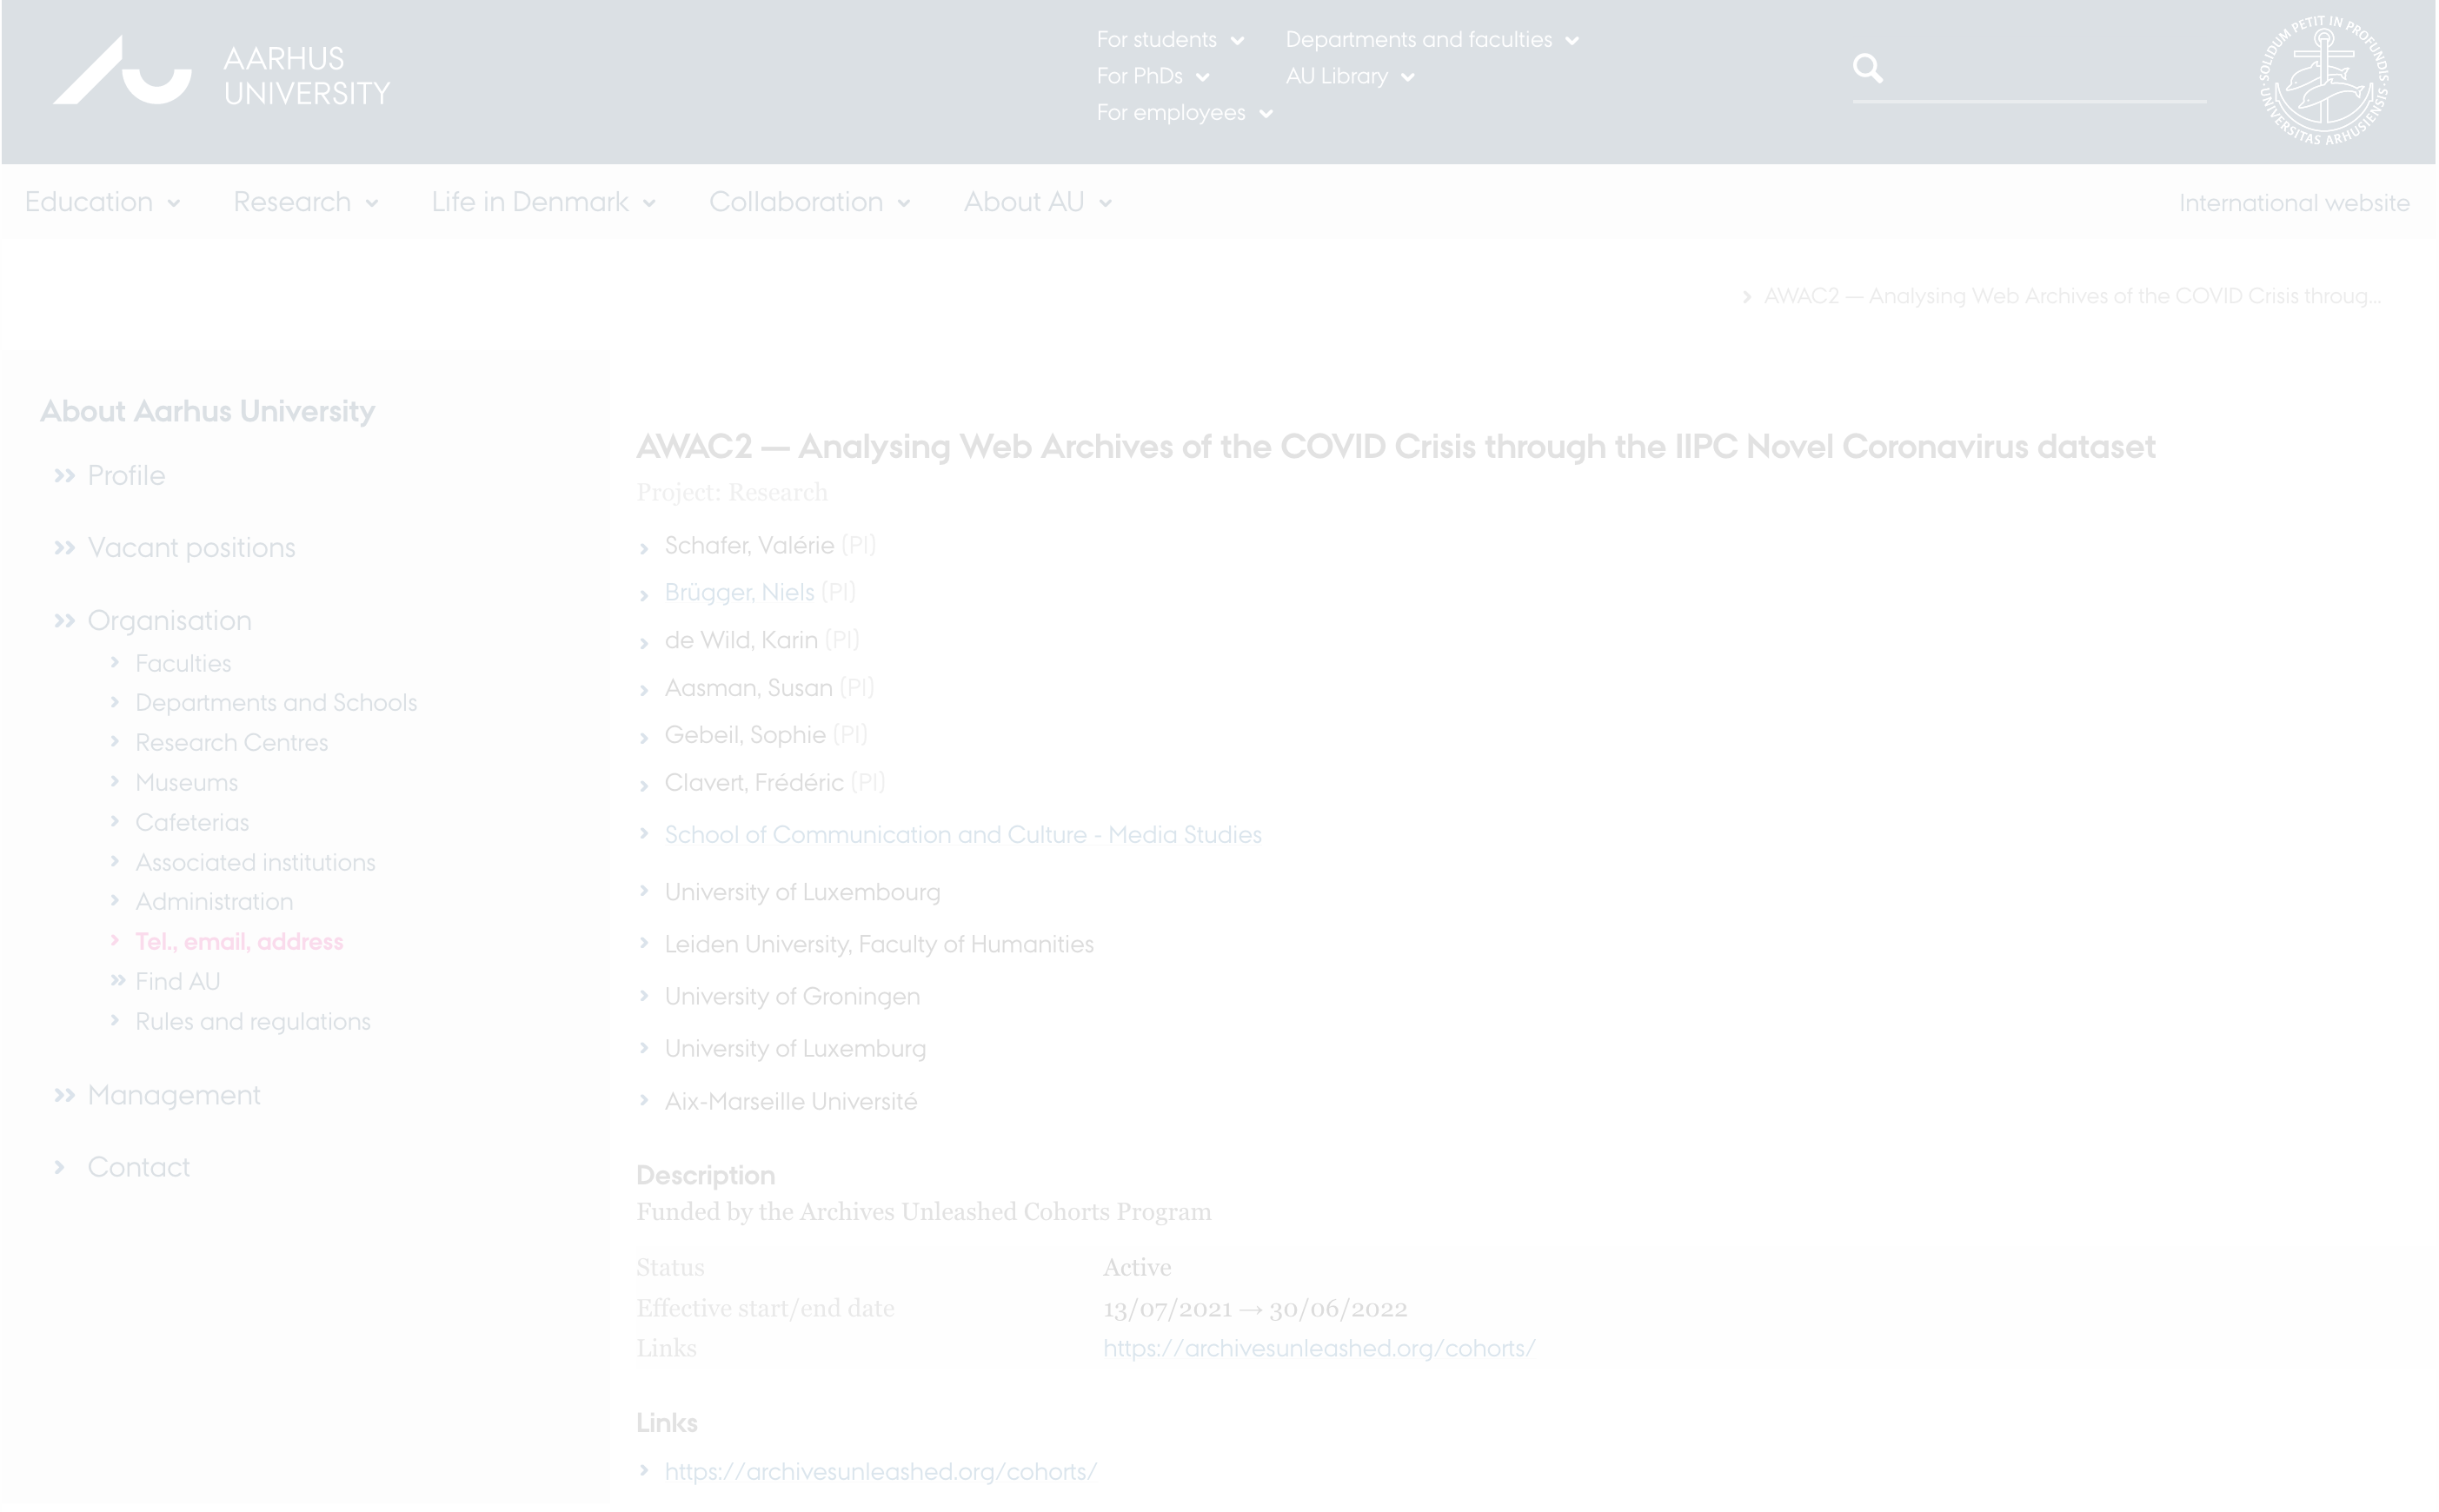 AARHUS
UNIVERSITY
For students
Departments and faculties
For PhDs
AU Library
For employees
SOLIDUM PETIT IN PROFUNDIS
UNIVERSITAS ARHUSIENSIS
Education
Research
Life in Denmark
Collaboration
About AU
International website
AWAC2 — Analysing Web Archives of the COVID Crisis throug...
About Aarhus University
Profile
Vacant positions
Organisation
Faculties
Departments and Schools
Research Centres
Museums
Cafeterias
Associated institutions
Administration
Tel., email, address
Find AU
Rules and regulations
Management
Contact
AWAC2 — Analysing Web Archives of the COVID Crisis through the IIPC Novel Coronavirus dataset
Project: Research
Schafer, Valérie (PI)
Brügger, Niels (PI)
de Wild, Karin (PI)
Aasman, Susan (PI)
Gebeil, Sophie (PI)
Clavert, Frédéric (PI)
School of Communication and Culture - Media Studies
University of Luxembourg
Leiden University, Faculty of Humanities
University of Groningen
University of Luxemburg
Aix-Marseille Université
Description
Funded by the Archives Unleashed Cohorts Program
Status Active
Effective start/end date 13/07/2021 → 30/06/2022
Links https://archivesunleashed.org/cohorts/
Links
https://archivesunleashed.org/cohorts/